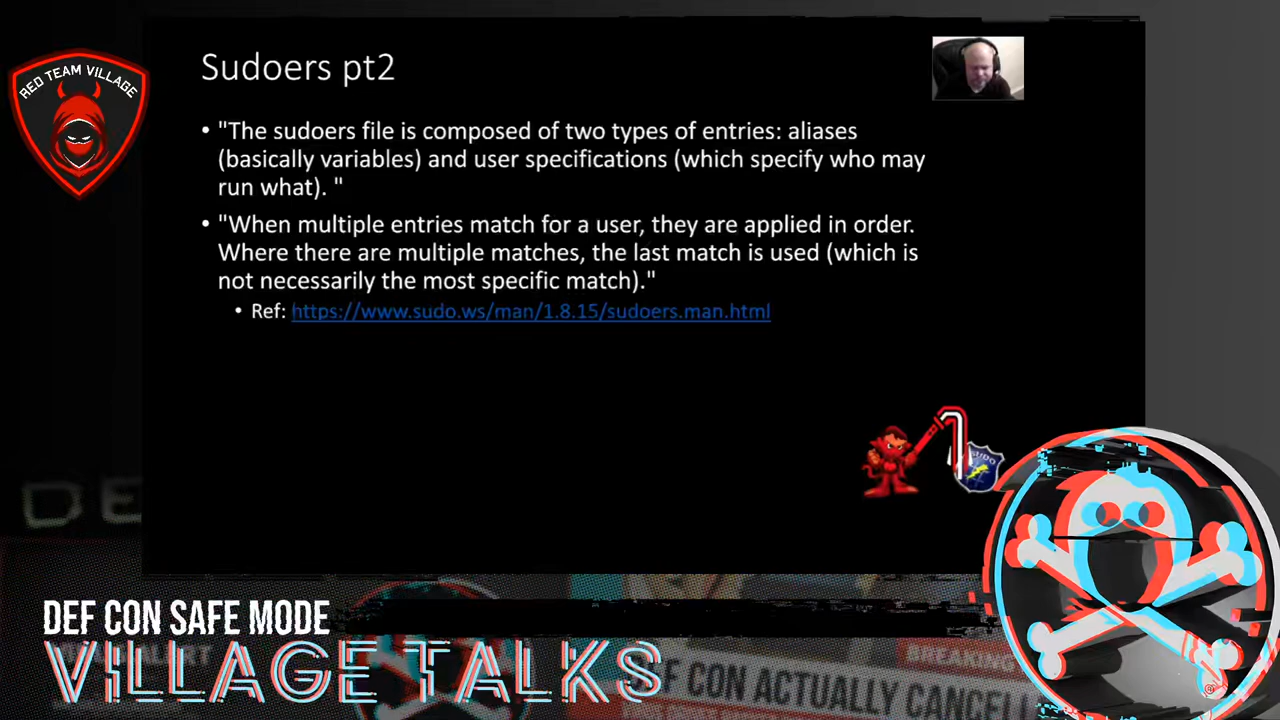 RED TEAM VILLAGE
Sudoers pt2
• "The sudoers file is composed of two types of entries: aliases
(basically variables) and user specifications (which specify who may
run what). "
• "When multiple entries match for a user, they are applied in order.
Where there are multiple matches, the last match is used (which is
not necessarily the most specific match)."
• Ref: https://www.sudo.ws/man/1.8.15/sudoers.man.html
SUDO
DE
DEF CON SAFE MODE
VILLAGE TALKS
BREAKING
DEF CON ACTUALLY CANCELL